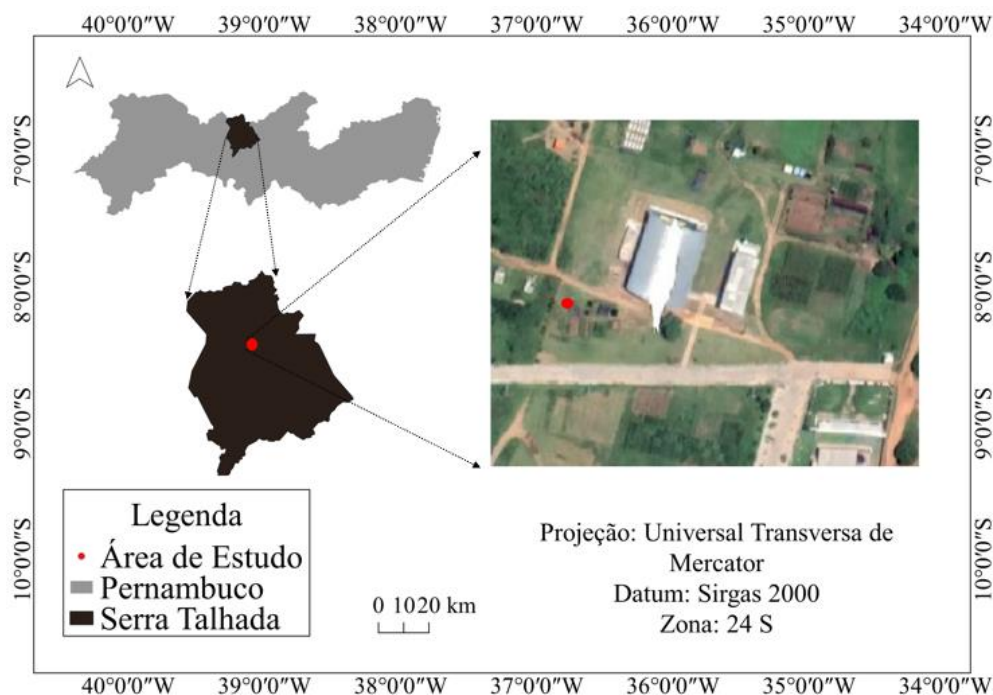 40°0'0"W 39°0'0"W 38°0'0"W 37°0'0"W 36°0'0"W 35°0'0"W 34°0'0"W
7°0'0"S
8°0'0"S
9°0'0"S
10°0'0"S
7°0'0"S
8°0'0"S
9°0'0"S
10°0'0"S
Legenda
Área de Estudo
Pernambuco
Serra Talhada
0 1020 km
Projeção: Universal Transversa de
Mercator
Datum: Sirgas 2000
Zona: 24 S
40°0'0"W 39°0'0"W 38°0'0"W 37°0'0"W 36°0'0"W 35°0'0"W 34°0'0"W